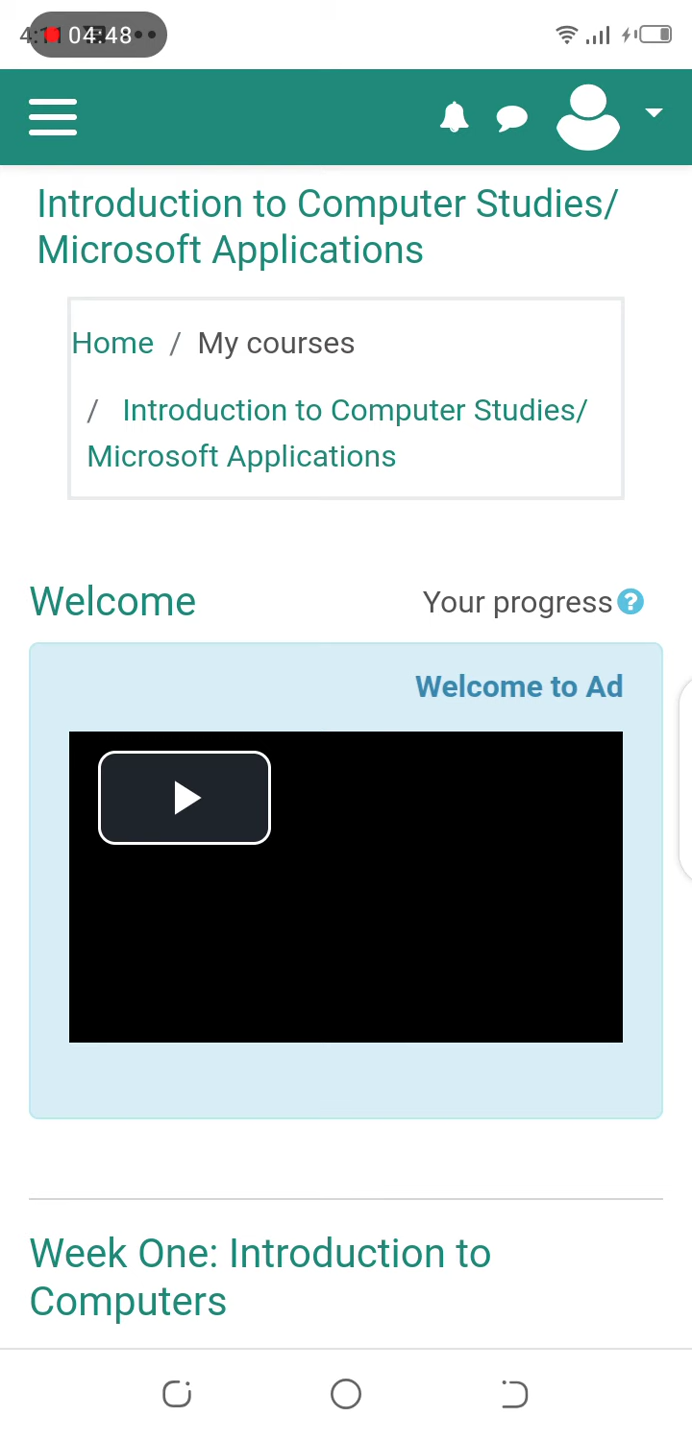 04:48
Introduction to Computer Studies/
Microsoft Applications
Home / My courses
/ Introduction to Computer Studies/
Microsoft Applications
Welcome
Your progress
Welcome to Ad
Week One: Introduction to
Computers